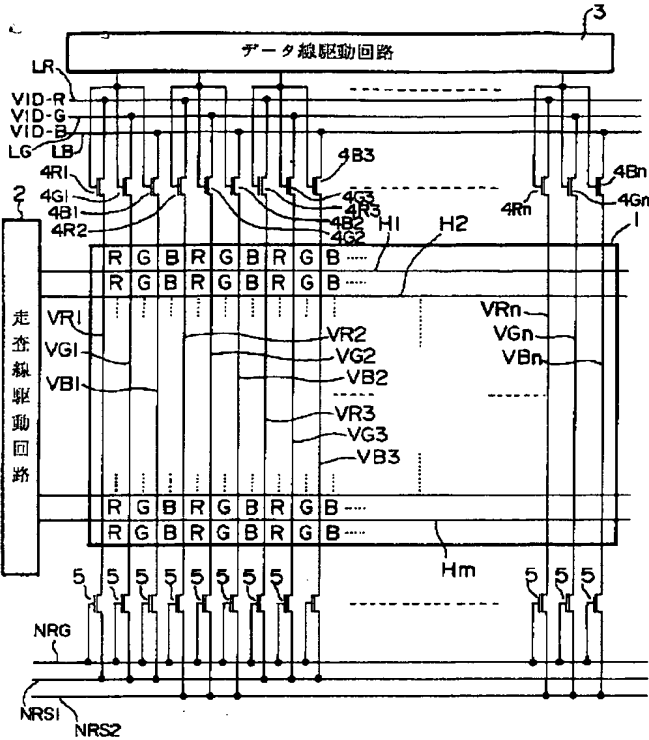 3
データ線駆動回路
LR
VID-R
VID-G
VID-B
LG LB
4R1
4G1
4B1
4R2
4B3
4G3
4R3
4B2
4G2
4Rn
4Bn
4Gn
2
走査線駆動回路
H1
H2
1
R G B R G B R G B
R G B R G B R G B
VR1
VG1
VB1
VR2
VG2
VB2
VR3
VG3
VB3
VRn
VGn
VBn
R G B R G B R G B
R G B R G B R G B
Hm
5 5 5 5 5 5 5 5 5 5 5
NRG
NRS1
NRS2